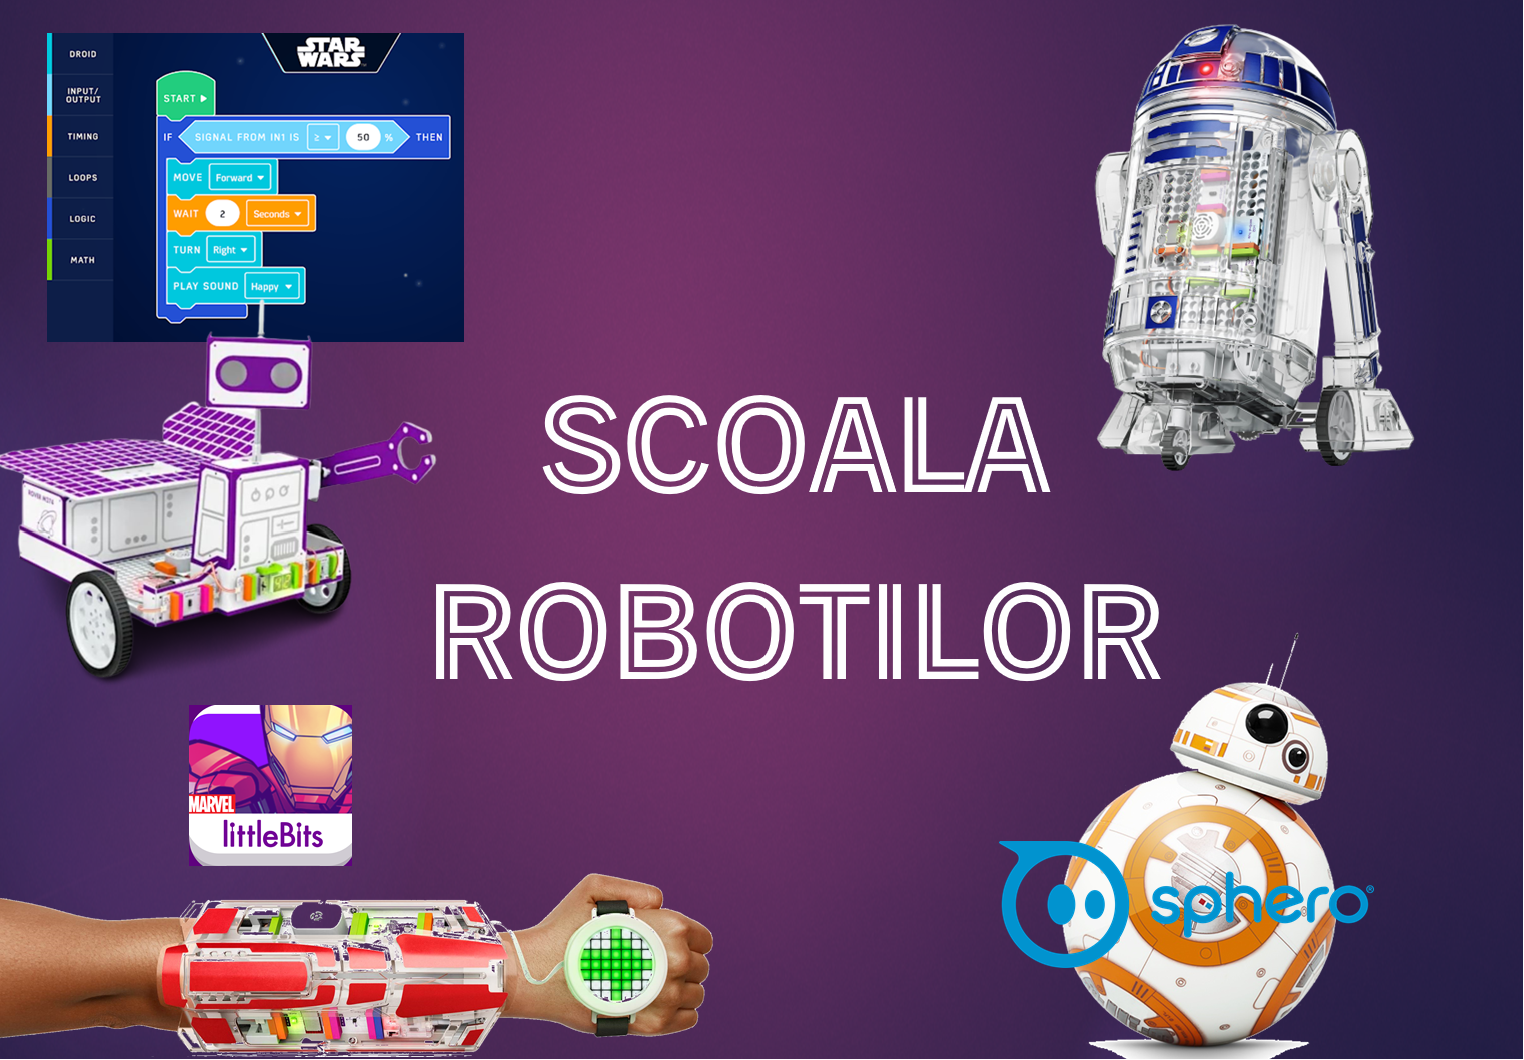 STAR
WARS
DROID
INPUT/
OUTPUT
TIMING
LOOPS
LOGIC
MATH
START
IF SIGNAL FROM IN1 IS ≥ 50 % THEN
MOVE Forward
WAIT 2 Seconds
TURN Right
PLAY SOUND Happy
SCOALA
ROBOTILOR
MARVEL
littleBits
sphero®